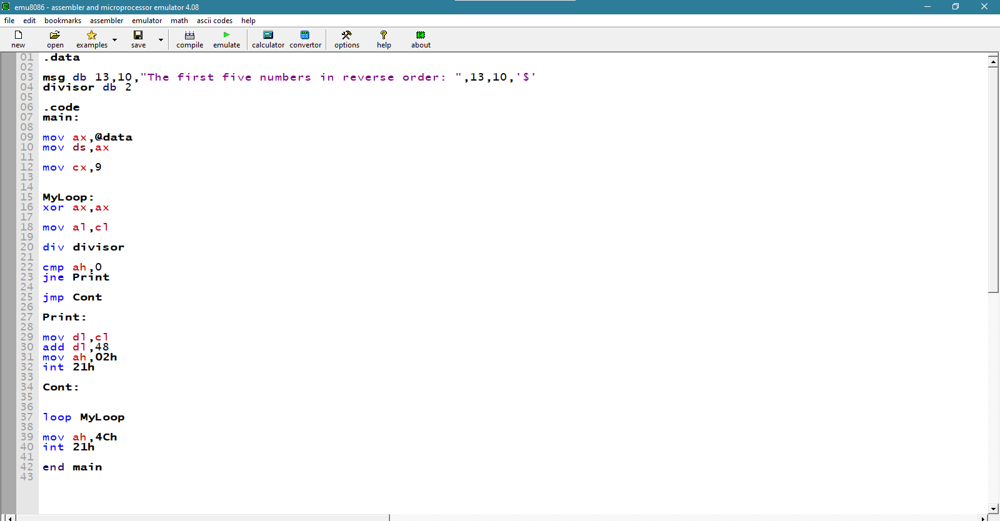 emu8086 - assembler and microprocessor emulator 4.08
file edit bookmarks assembler emulator math ascii codes help
new open examples save compile emulate calculator convertor options help about
01 .data
02
03 msg db 13,10,"The first five numbers in reverse order: ",13,10,'$'
04 divisor db 2
05
06 .code
07 main:
08
09 mov ax,@data
10 mov ds,ax
11
12 mov cx,9
13
14
15 MyLoop:
16 xor ax,ax
17
18 mov al,cl
19
20 div divisor
21
22 cmp ah,0
23 jne Print
24
25 jmp Cont
26
27 Print:
28
29 mov dl,cl
30 add dl,48
31 mov ah,02h
32 int 21h
33
34 Cont:
35
36
37 loop MyLoop
38
39 mov ah,4Ch
40 int 21h
41
42 end main
43